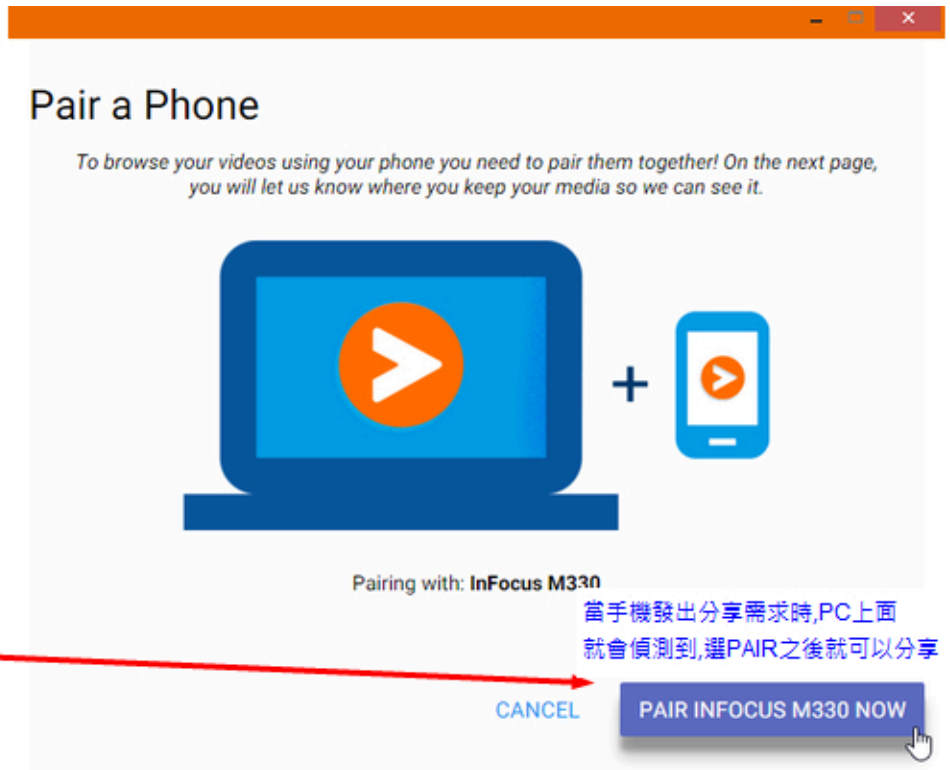 Pair a Phone
To browse your videos using your phone you need to pair them together! On the next page,
you will let us know where you keep your media so we can see it.
+
Pairing with: InFocus M330
當手機發出分享需求時,PC上面
就會偵測到,選PAIR之後就可以分享
CANCEL
PAIR INFOCUS M330 NOW